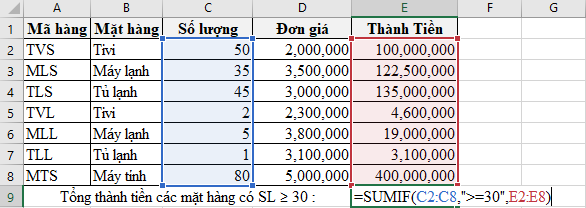 A B C D E F G
1 Mã hàng Mặt hàng Số lượng Đơn giá Thành Tiền
2 TVS Tivi 50 2,000,000 100,000,000
3 MLS Máy lạnh 35 3,500,000 122,500,000
4 TLS Tủ lạnh 45 3,000,000 135,000,000
5 TVL Tivi 2 2,300,000 4,600,000
6 MLL Máy lạnh 5 3,800,000 19,000,000
7 TLL Tủ lạnh 1 3,100,000 3,100,000
8 MTS Máy tính 80 5,000,000 400,000,000
9 Tổng thành tiền các mặt hàng có SL ≥ 30 : =SUMIF(C2:C8,">=30",E2:E8)